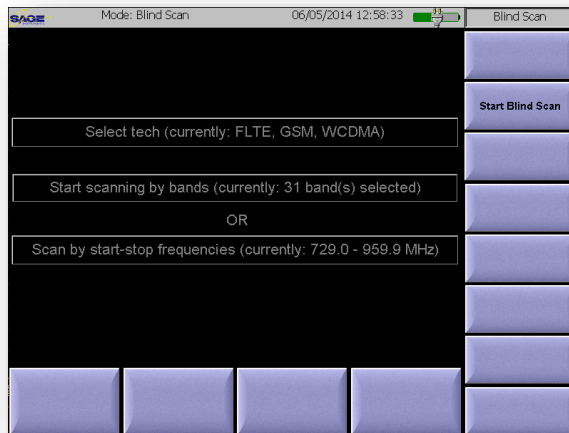 SAGE
Mode: Blind Scan
06/05/2014 12:58:33
Blind Scan
Start Blind Scan
Select tech (currently: FLTE, GSM, WCDMA)
Start scanning by bands (currently: 31 band(s) selected)
OR
Scan by start-stop frequencies (currently: 729.0 - 959.9 MHz)